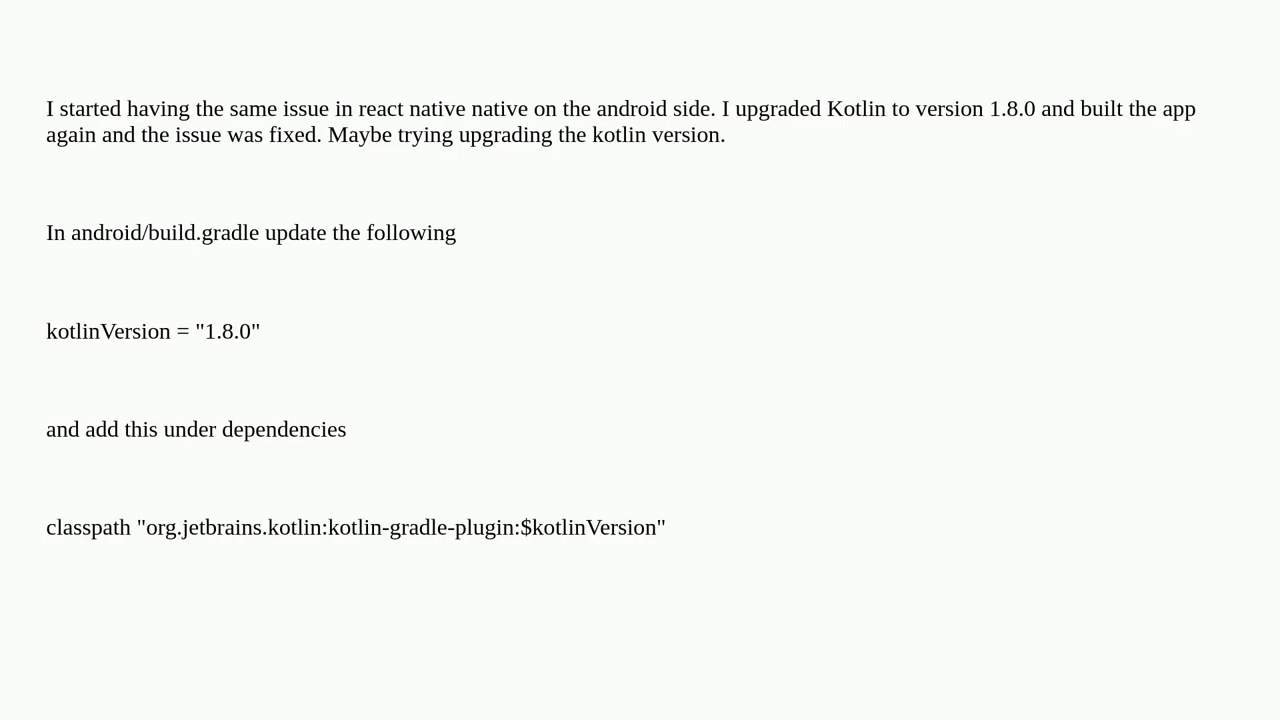 I started having the same issue in react native native on the android side. I upgraded Kotlin to version 1.8.0 and built the app
again and the issue was fixed. Maybe trying upgrading the kotlin version.
In android/build.gradle update the following
kotlinVersion = "1.8.0"
and add this under dependencies
classpath "org.jetbrains.kotlin:kotlin-gradle-plugin:$kotlinVersion"